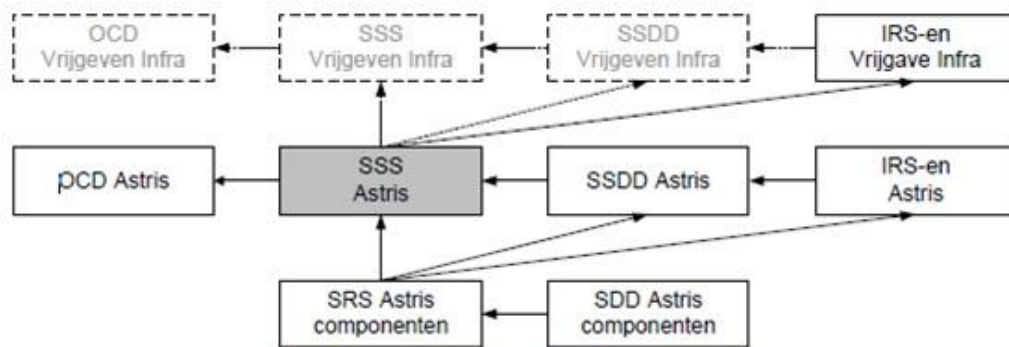 OCD
Vrijgeven Infra
SSS
Vrijgeven Infra
SSDD
Vrijgeven Infra
IRS-en
Vrijgave Infra
OCD Astris
SSS
Astris
SSDD Astris
IRS-en
Astris
SRS Astris
componenten
SDD Astris
componenten